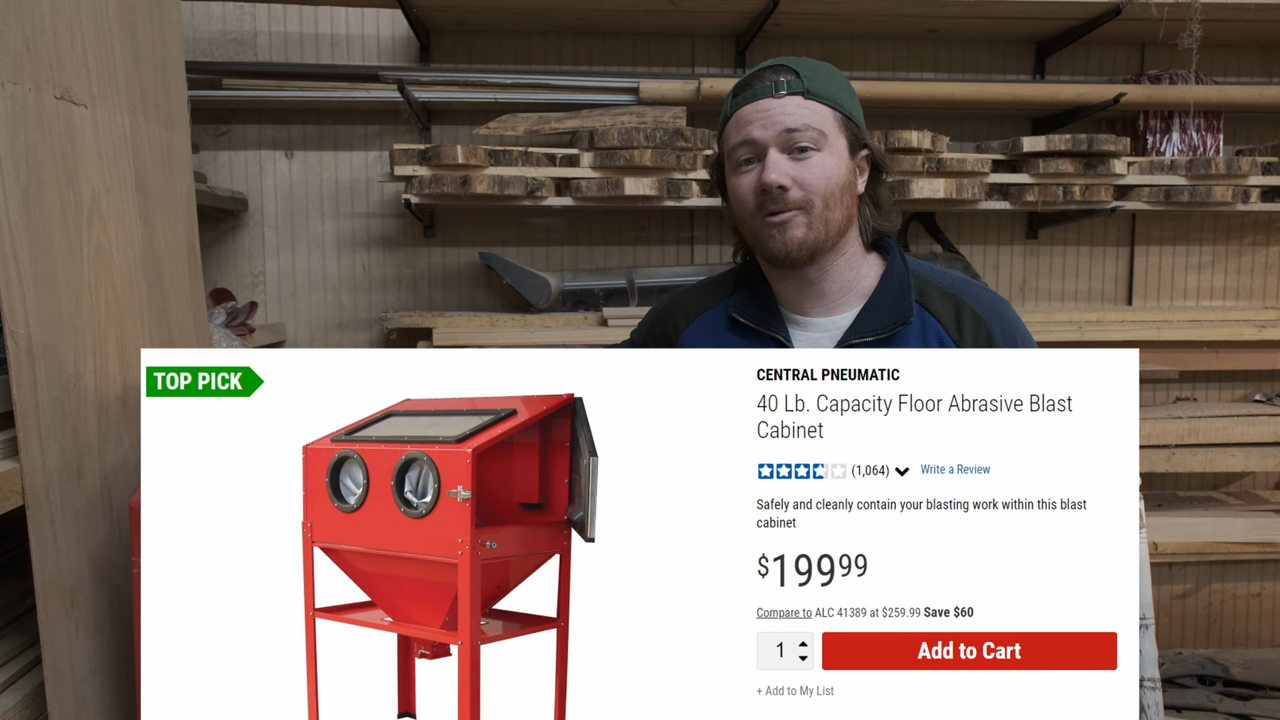 TOP PICK
CENTRAL PNEUMATIC
40 Lb. Capacity Floor Abrasive Blast
Cabinet
(1,064)
Write a Review
Safely and cleanly contain your blasting work within this blast
cabinet
$199 99
Compare to ALC 41389 at $259.99 Save $60
1
Add to Cart
+ Add to My List